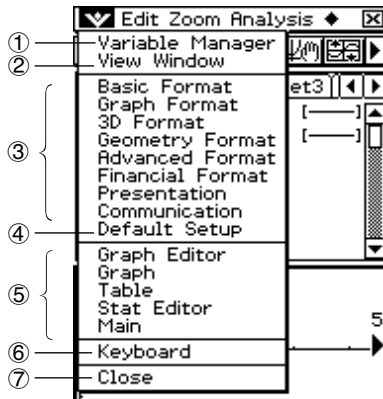 Edit Zoom Analysis ◆
① Variable Manager
② View Window
et3
③
Basic Format
Graph Format
3D Format
Geometry Format
Advanced Format
Financial Format
Presentation
Communication
④ Default Setup
⑤
Graph Editor
Graph
Table
Stat Editor
Main
5
⑥ Keyboard
⑦ Close